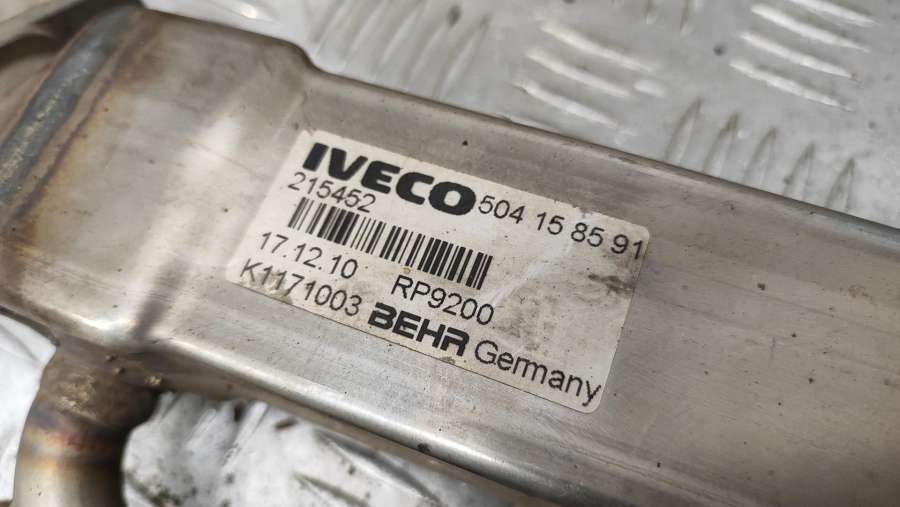 IVECO 504 15 85 91
215452
17.12.10 RP9200
K1171003 BEHR Germany